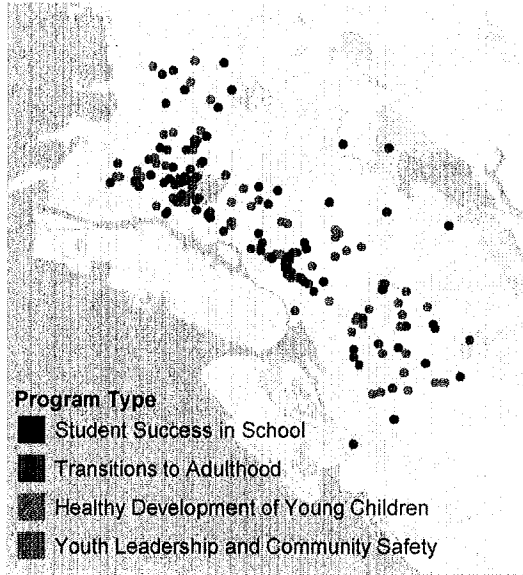 Program Type
Student Success in School
Transitions to Adulthood
Healthy Development of Young Children
Youth Leadership and Community Safety